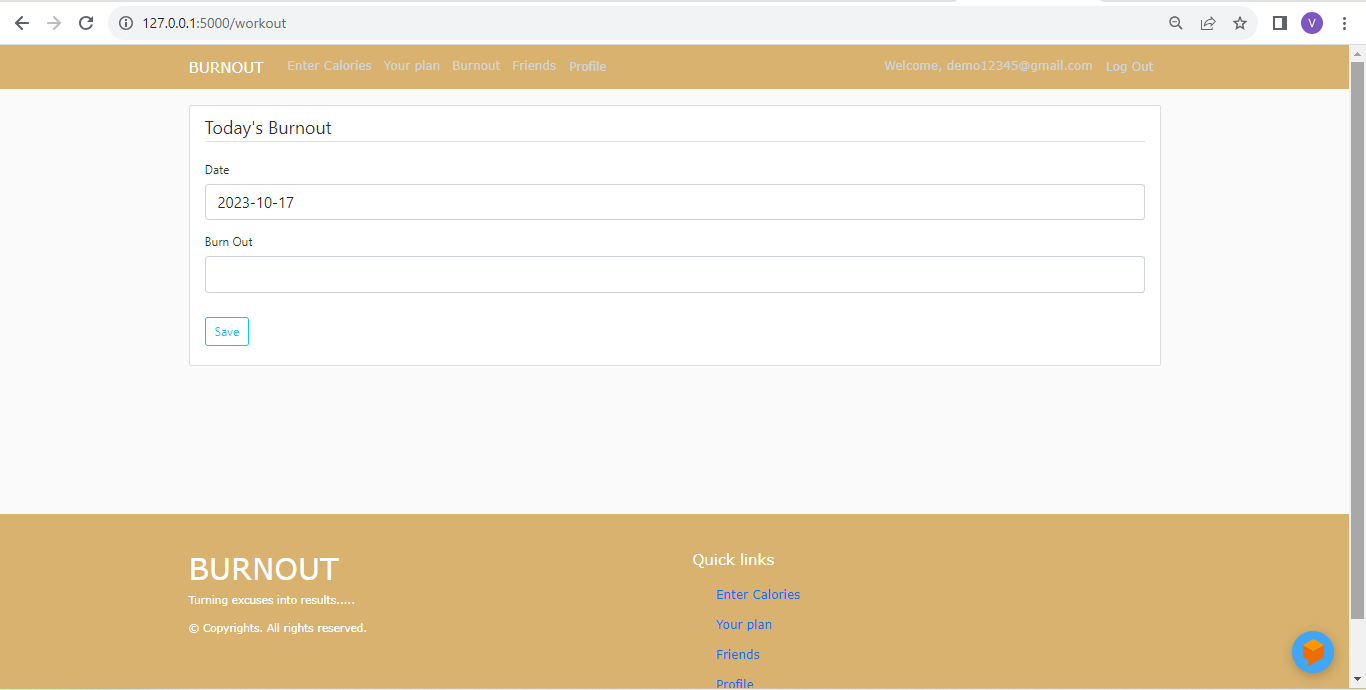 127.0.0.1:5000/workout
V
BURNOUT Enter Calories Your plan Burnout Friends Profile Welcome, demo12345@gmail.com Log Out
Today's Burnout
Date
2023-10-17
Burn Out
Save
BURNOUT
Turning excuses into results.....
© Copyrights. All rights reserved.
Quick links
Enter Calories
Your plan
Friends
Profile